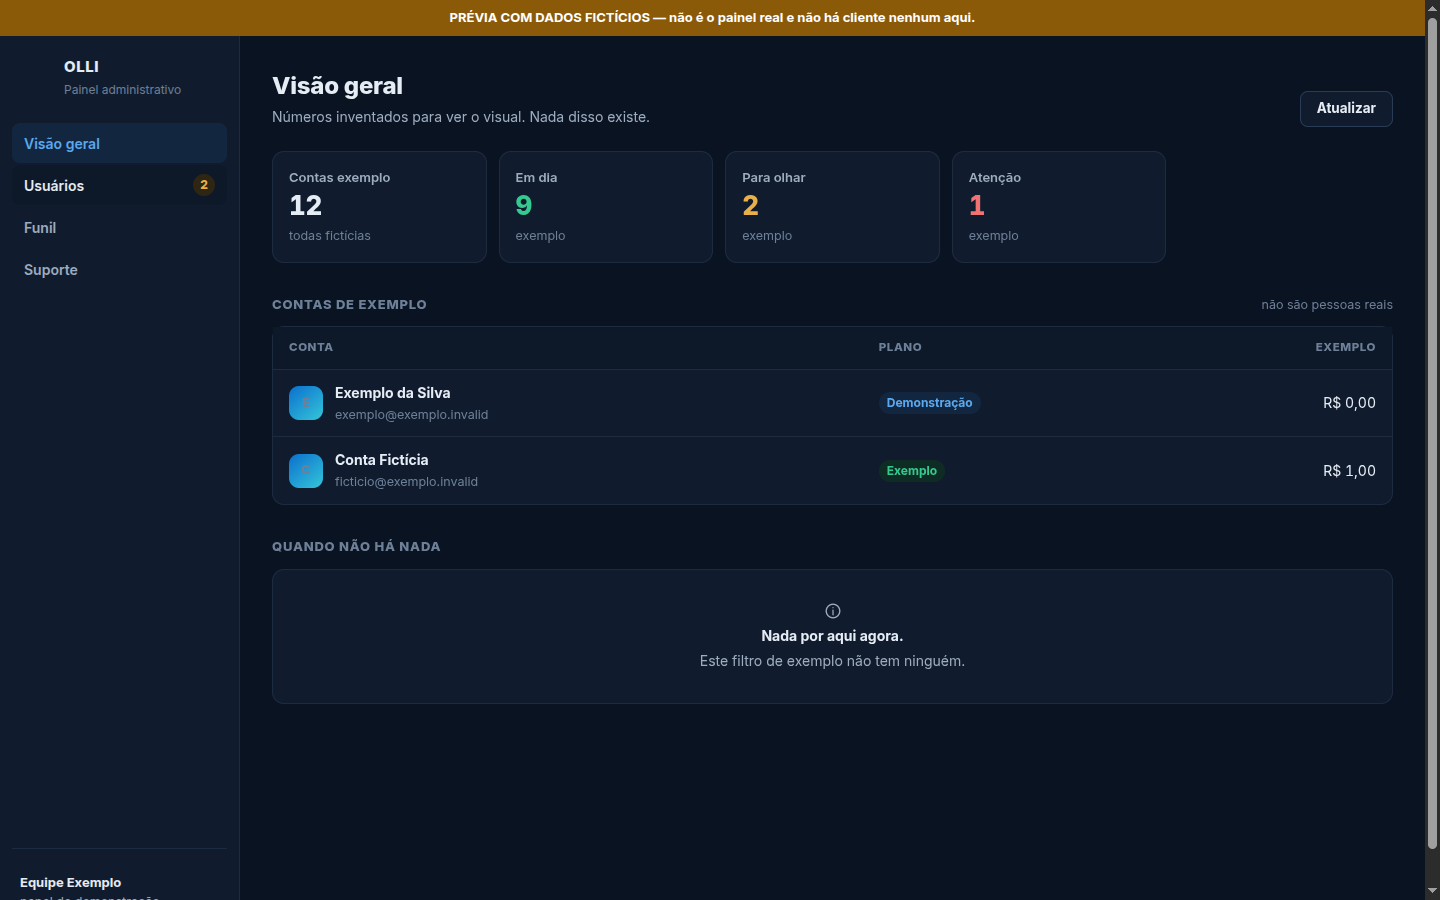 PRÉVIA COM DADOS FICTÍCIOS — não é o painel real e não há cliente nenhum aqui.
OLLI
Painel administrativo
Visão geral
Usuários 2
Funil
Suporte
Equipe Exemplo
Visão geral
Números inventados para ver o visual. Nada disso existe.
Atualizar
Contas exemplo
12
todas fictícias
Em dia
9
exemplo
Para olhar
2
exemplo
Atenção
1
exemplo
CONTAS DE EXEMPLO não são pessoas reais
CONTA PLANO EXEMPLO
Exemplo da Silva
exemplo@exemplo.invalid
Demonstração
R$ 0,00
Conta Fictícia
ficticio@exemplo.invalid
Exemplo
R$ 1,00
QUANDO NÃO HÁ NADA
Nada por aqui agora.
Este filtro de exemplo não tem ninguém.